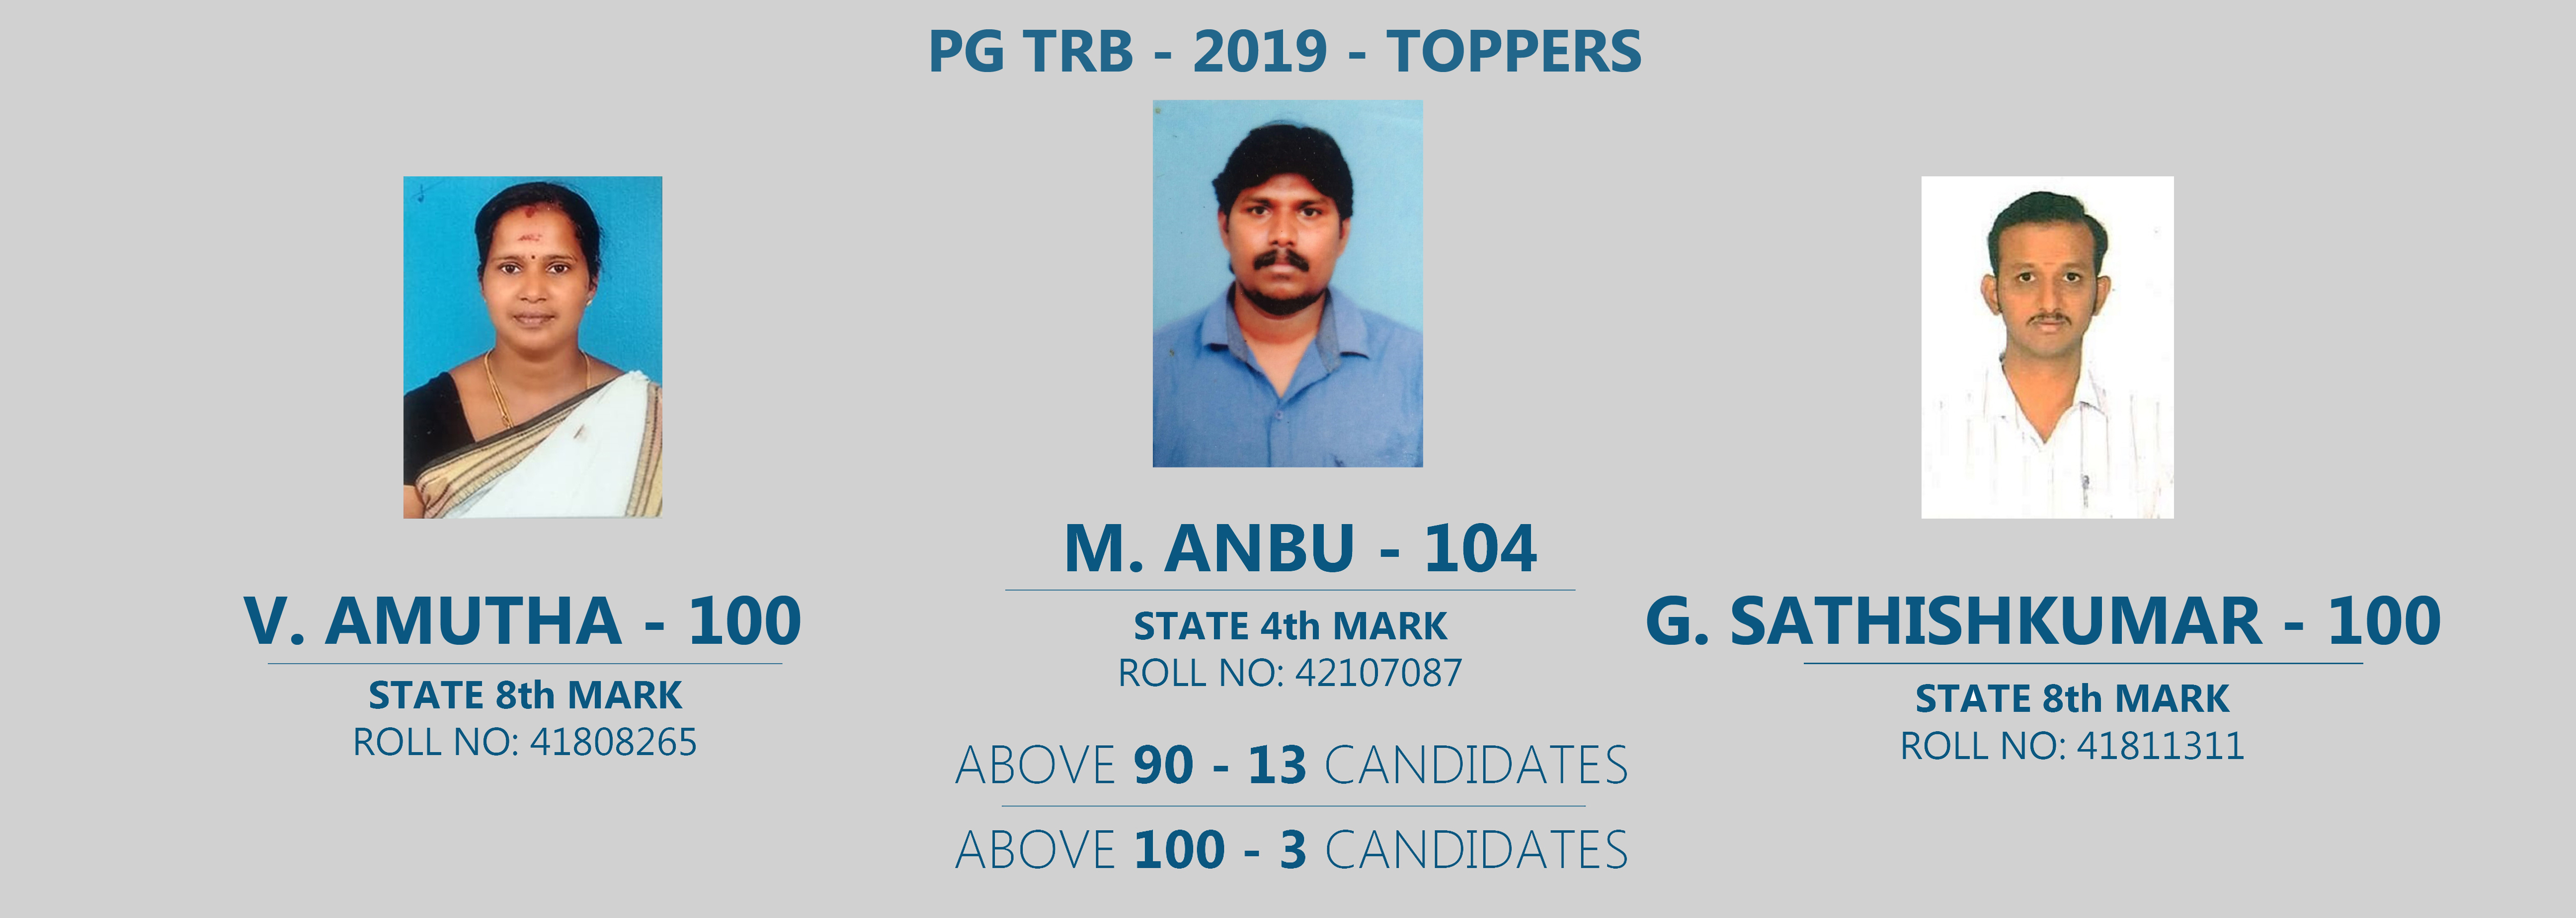 PG TRB - 2019 - TOPPERS
V. AMUTHA - 100
STATE 8th MARK
ROLL NO: 41808265
M. ANBU - 104
STATE 4th MARK
ROLL NO: 42107087
ABOVE 90 - 13 CANDIDATES
ABOVE 100 - 3 CANDIDATES
G. SATHISHKUMAR - 100
STATE 8th MARK
ROLL NO: 41811311